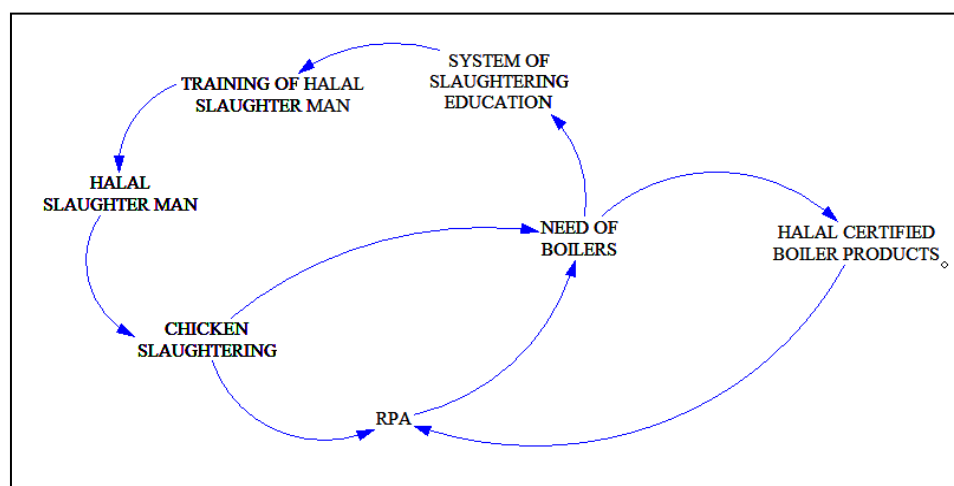 SYSTEM OF
SLAUGHTERING
EDUCATION
TRAINING OF HALAL
SLAUGHTER MAN
HALAL
SLAUGHTER MAN
NEED OF
BOILERS
HALAL CERTIFIED
BOILER PRODUCTS
CHICKEN
SLAUGHTERING
RPA